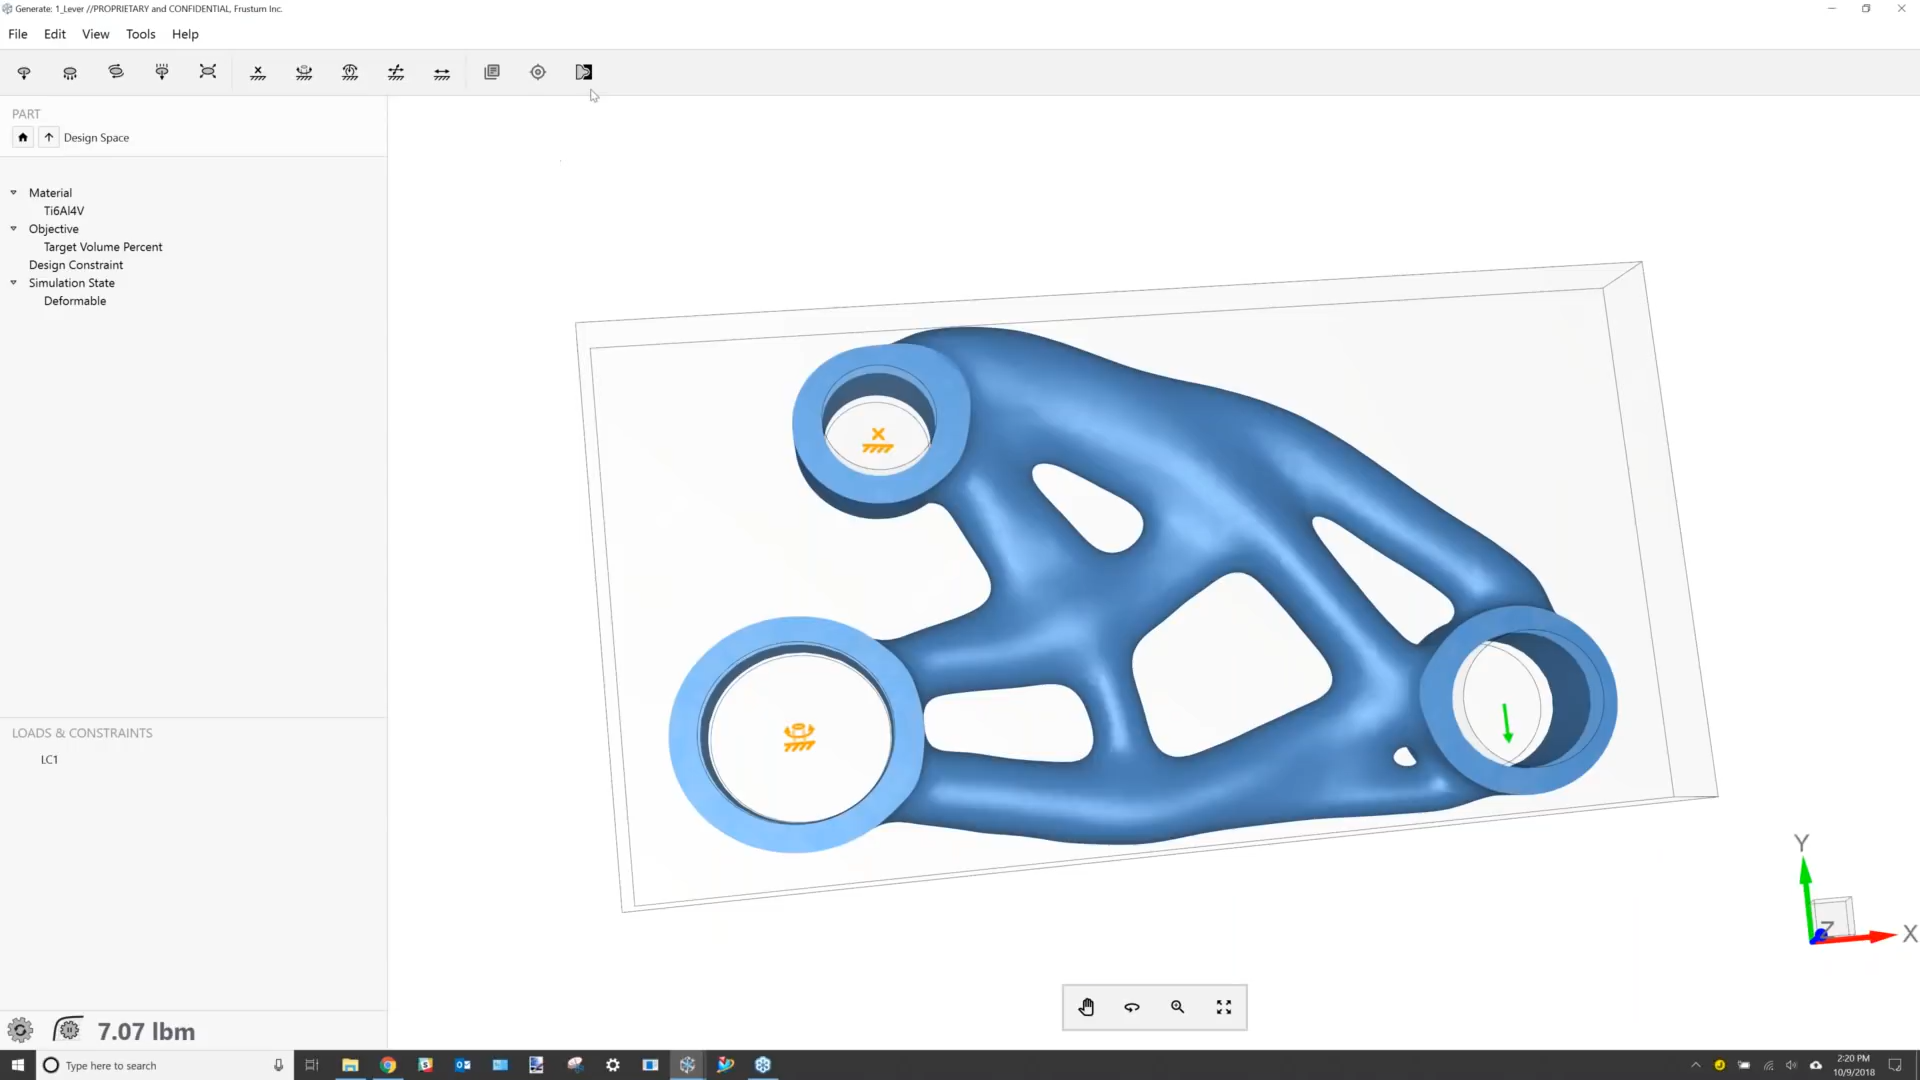 Generate: 1_Lever //PROPRIETARY and CONFIDENTIAL, Frustum Inc.
File Edit View Tools Help
PART
Design Space
Material
Ti6Al4V
Objective
Target Volume Percent
Design Constraint
Simulation State
Deformable
LOADS & CONSTRAINTS
LC1
Y
Z
X
7.07 lbm
Type here to search
2:20 PM
10/9/2018